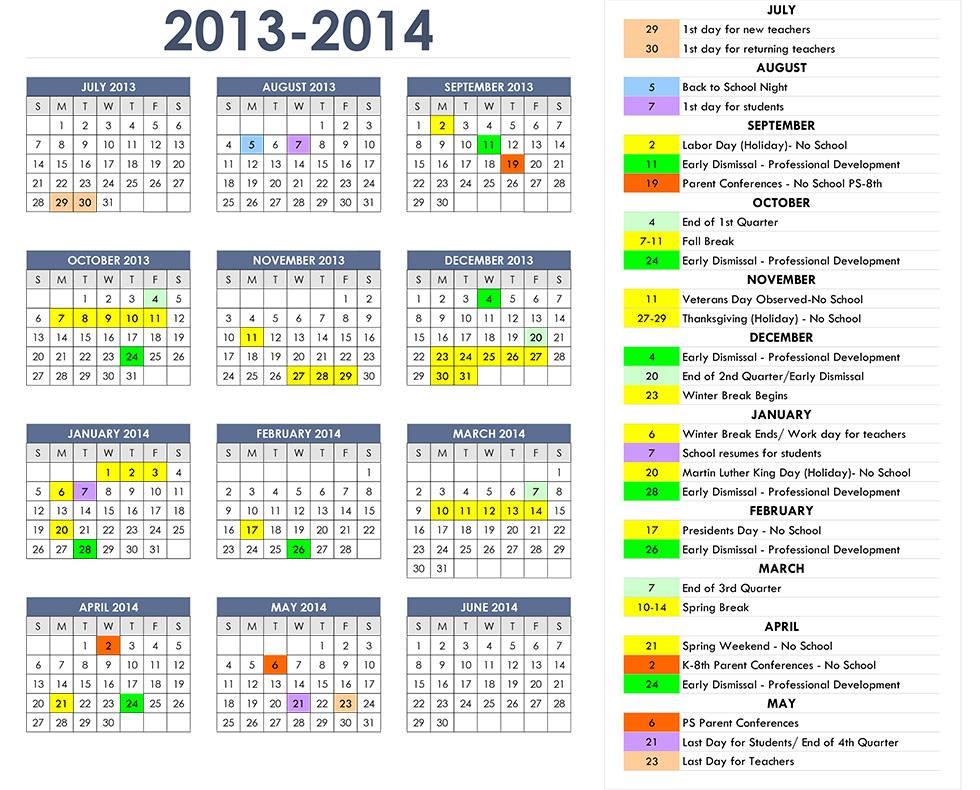 2013-2014
JULY 2013
S M T W T F S
1 2 3 4 5 6
7 8 9 10 11 12 13
14 15 16 17 18 19 20
21 22 23 24 25 26 27
28 29 30 31
AUGUST 2013
S M T W T F S
1 2 3
4 5 6 7 8 9 10
11 12 13 14 15 16 17
18 19 20 21 22 23 24
25 26 27 28 29 30 31
SEPTEMBER 2013
S M T W T F S
1 2 3 4 5 6 7
8 9 10 11 12 13 14
15 16 17 18 19 20 21
22 23 24 25 26 27 28
29 30
OCTOBER 2013
S M T W T F S
1 2 3 4 5
6 7 8 9 10 11 12
13 14 15 16 17 18 19
20 21 22 23 24 25 26
27 28 29 30 31
NOVEMBER 2013
S M T W T F S
1 2
3 4 5 6 7 8 9
10 11 12 13 14 15 16
17 18 19 20 21 22 23
24 25 26 27 28 29 30
DECEMBER 2013
S M T W T F S
1 2 3 4 5 6 7
8 9 10 11 12 13 14
15 16 17 18 19 20 21
22 23 24 25 26 27 28
29 30 31
JANUARY 2014
S M T W T F S
1 2 3 4
5 6 7 8 9 10 11
12 13 14 15 16 17 18
19 20 21 22 23 24 25
26 27 28 29 30 31
FEBRUARY 2014
S M T W T F S
1
2 3 4 5 6 7 8
9 10 11 12 13 14 15
16 17 18 19 20 21 22
23 24 25 26 27 28
MARCH 2014
S M T W T F S
1
2 3 4 5 6 7 8
9 10 11 12 13 14 15
16 17 18 19 20 21 22
23 24 25 26 27 28 29
30 31
APRIL 2014
S M T W T F S
1 2 3 4 5
6 7 8 9 10 11 12
13 14 15 16 17 18 19
20 21 22 23 24 25 26
27 28 29 30
MAY 2014
S M T W T F S
1 2 3
4 5 6 7 8 9 10
11 12 13 14 15 16 17
18 19 20 21 22 23 24
25 26 27 28 29 30 31
JUNE 2014
S M T W T F S
1 2 3 4 5 6 7
8 9 10 11 12 13 14
15 16 17 18 19 20 21
22 23 24 25 26 27 28
29 30
JULY
29 1st day for new teachers
30 1st day for returning teachers
AUGUST
5 Back to School Night
7 1st day for students
SEPTEMBER
2 Labor Day (Holiday)- No School
11 Early Dismissal - Professional Development
19 Parent Conferences - No School PS-8th
OCTOBER
4 End of 1st Quarter
7-11 Fall Break
24 Early Dismissal - Professional Development
NOVEMBER
11 Veterans Day Observed-No School
27-29 Thanksgiving (Holiday) - No School
DECEMBER
4 Early Dismissal - Professional Development
20 End of 2nd Quarter/Early Dismissal
23 Winter Break Begins
JANUARY
6 Winter Break Ends/ Work day for teachers
7 School resumes for students
20 Martin Luther King Day (Holiday)- No School
28 Early Dismissal - Professional Development
FEBRUARY
17 Presidents Day - No School
26 Early Dismissal - Professional Development
MARCH
7 End of 3rd Quarter
10-14 Spring Break
APRIL
21 Spring Weekend - No School
2 K-8th Parent Conferences - No School
24 Early Dismissal - Professional Development
MAY
6 PS Parent Conferences
21 Last Day for Students/ End of 4th Quarter
23 Last Day for Teachers